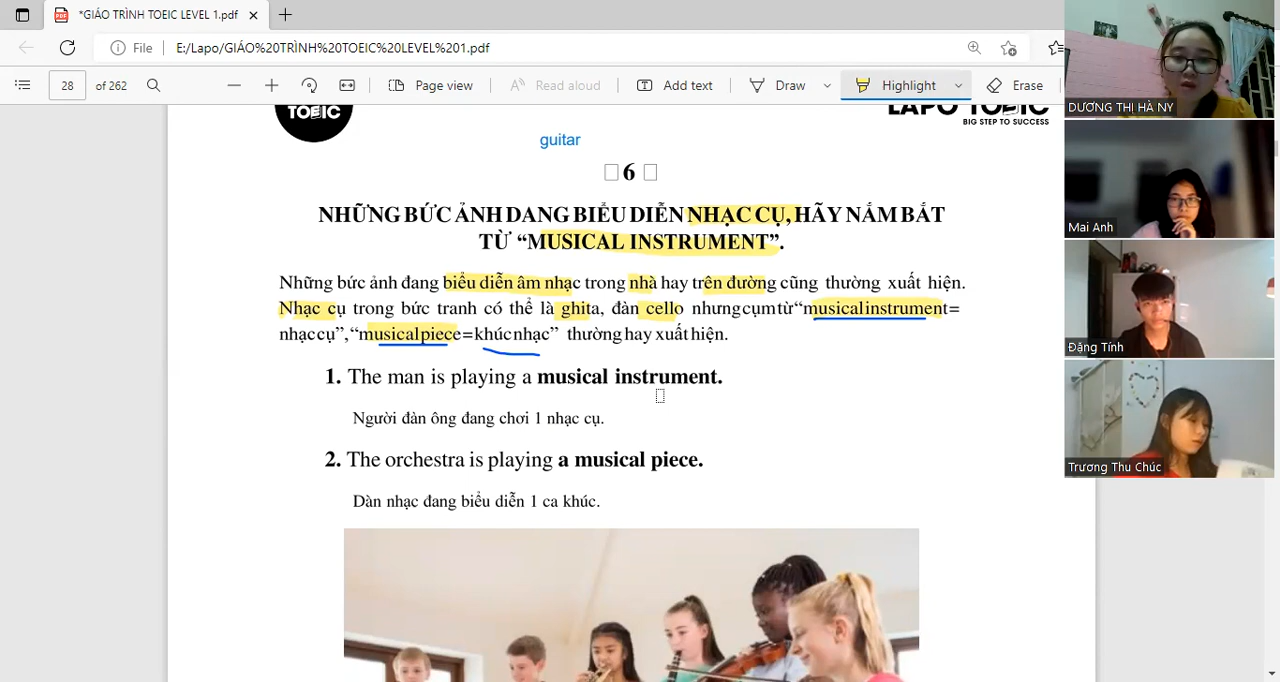 *GIÁO TRÌNH TOEIC LEVEL 1.pdf
File E:/Lapo/GIÁO%20TRÌNH%20TOEIC%20LEVEL%201.pdf
28 of 262 Page view Read aloud Add text Draw Highlight Erase
TOEIC
LAPO TOEIC
BIG STEP TO SUCCESS
guitar
6
NHỮNG BỨC ẢNH DANG BIỂU DIỄN NHẠC CỤ, HÃY NẮM BẮT
TỪ “MUSICAL INSTRUMENT”.
Những bức ảnh đang biểu diễn âm nhạc trong nhà hay trên đường cũng thường xuất hiện.
Nhạc cụ trong bức tranh có thể là ghita, đàn cello nhưng cụm từ “musical instrument =
nhạc cụ”, “musical piece = khúc nhạc” thường hay xuất hiện.
1. The man is playing a musical instrument.
Người đàn ông đang chơi 1 nhạc cụ.
2. The orchestra is playing a musical piece.
Dàn nhạc đang biểu diễn 1 ca khúc.
DƯƠNG THỊ HÀ NY
Mai Anh
Đặng Tính
Trương Thu Chúc